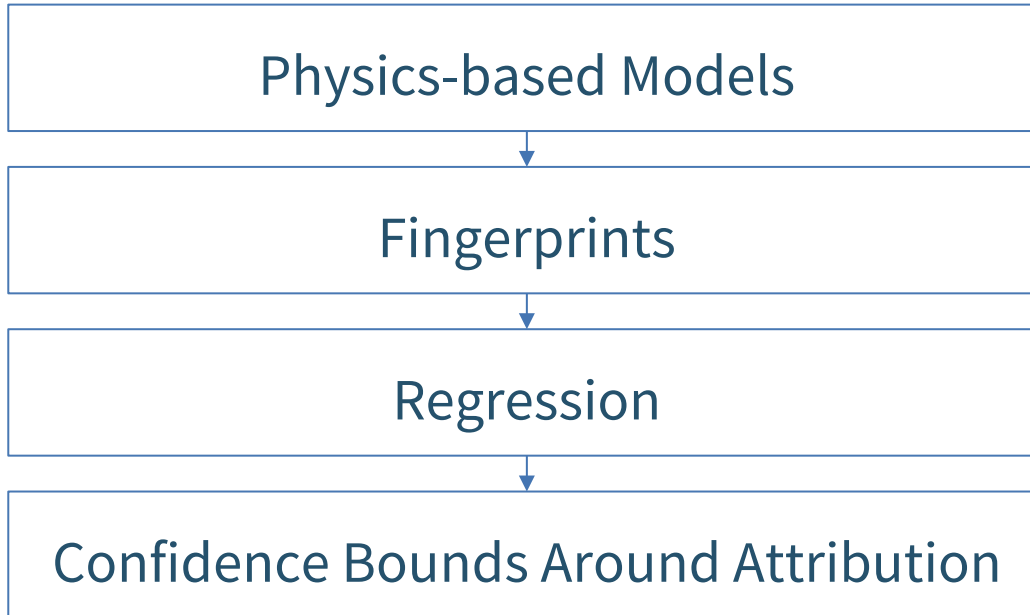 Physics-based Models
Fingerprints
Regression
Confidence Bounds Around Attribution